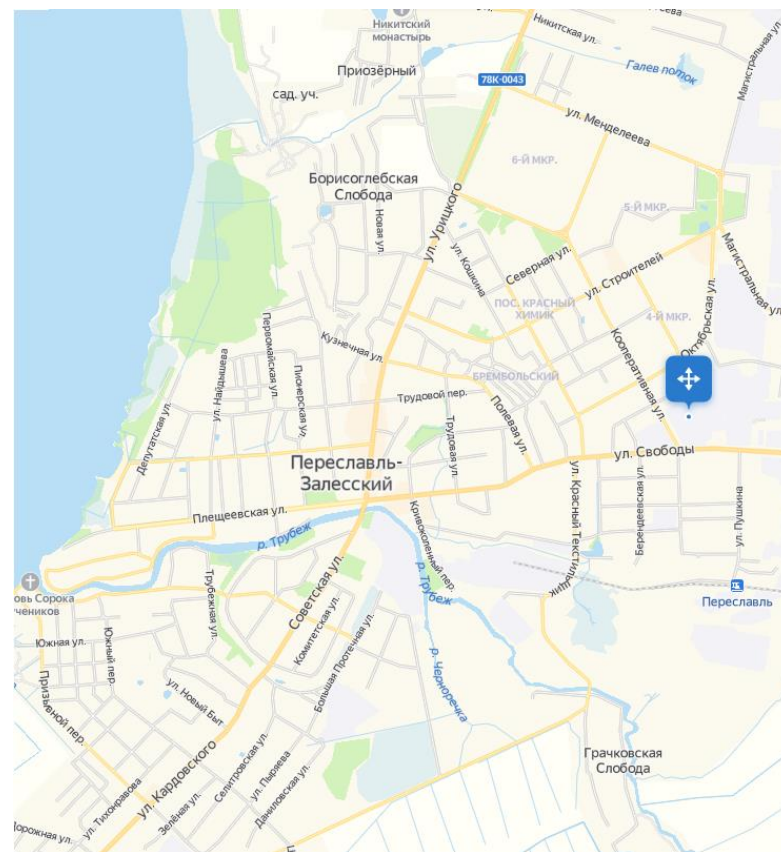 Никитский
монастырь
Никитская ул.
Магистральная ул.
Приозёрный
78К-0043
Галев поток
сад. уч.
ул. Менделеева
6-Й МКР.
Борисоглебская
Слобода
5-Й МКР.
Новая ул.
ул. Урицкого
ул. Кошкина
Северная ул.
Магистральная ул.
ул. Строителей
ПОС. КРАСНЫЙ
ХИМИК
4-Й МКР.
Октябрьская ул.
Первомайская ул.
Кузнечная ул.
Кооперативная ул.
ул. Найдышева
Пионерская ул.
БРЕМБОЛЬСКИЙ
Трудовой пер.
Депутатская ул.
Трудовая ул.
Полевая ул.
Переславль-
Залесский
ул. Свободы
Плещеевская ул.
ул. Красный Текстильщик
Берендеевская ул.
ул. Пушкина
Кривоколенный пер.
р. Трубеж
р. Трубеж
Советская ул.
Трубежная ул.
Сорока
Переславль
Комитетская ул.
Большая Протечная ул.
Южная ул.
Южный пер.
р. Черноречка
Призывной пер.
ул. Новый Быт
Грачковская
Слобода
ул. Кардовского
Селитровская ул.
ул. Пыряева
Даниловская ул.
ул. Тихонравова
Зелёная ул.